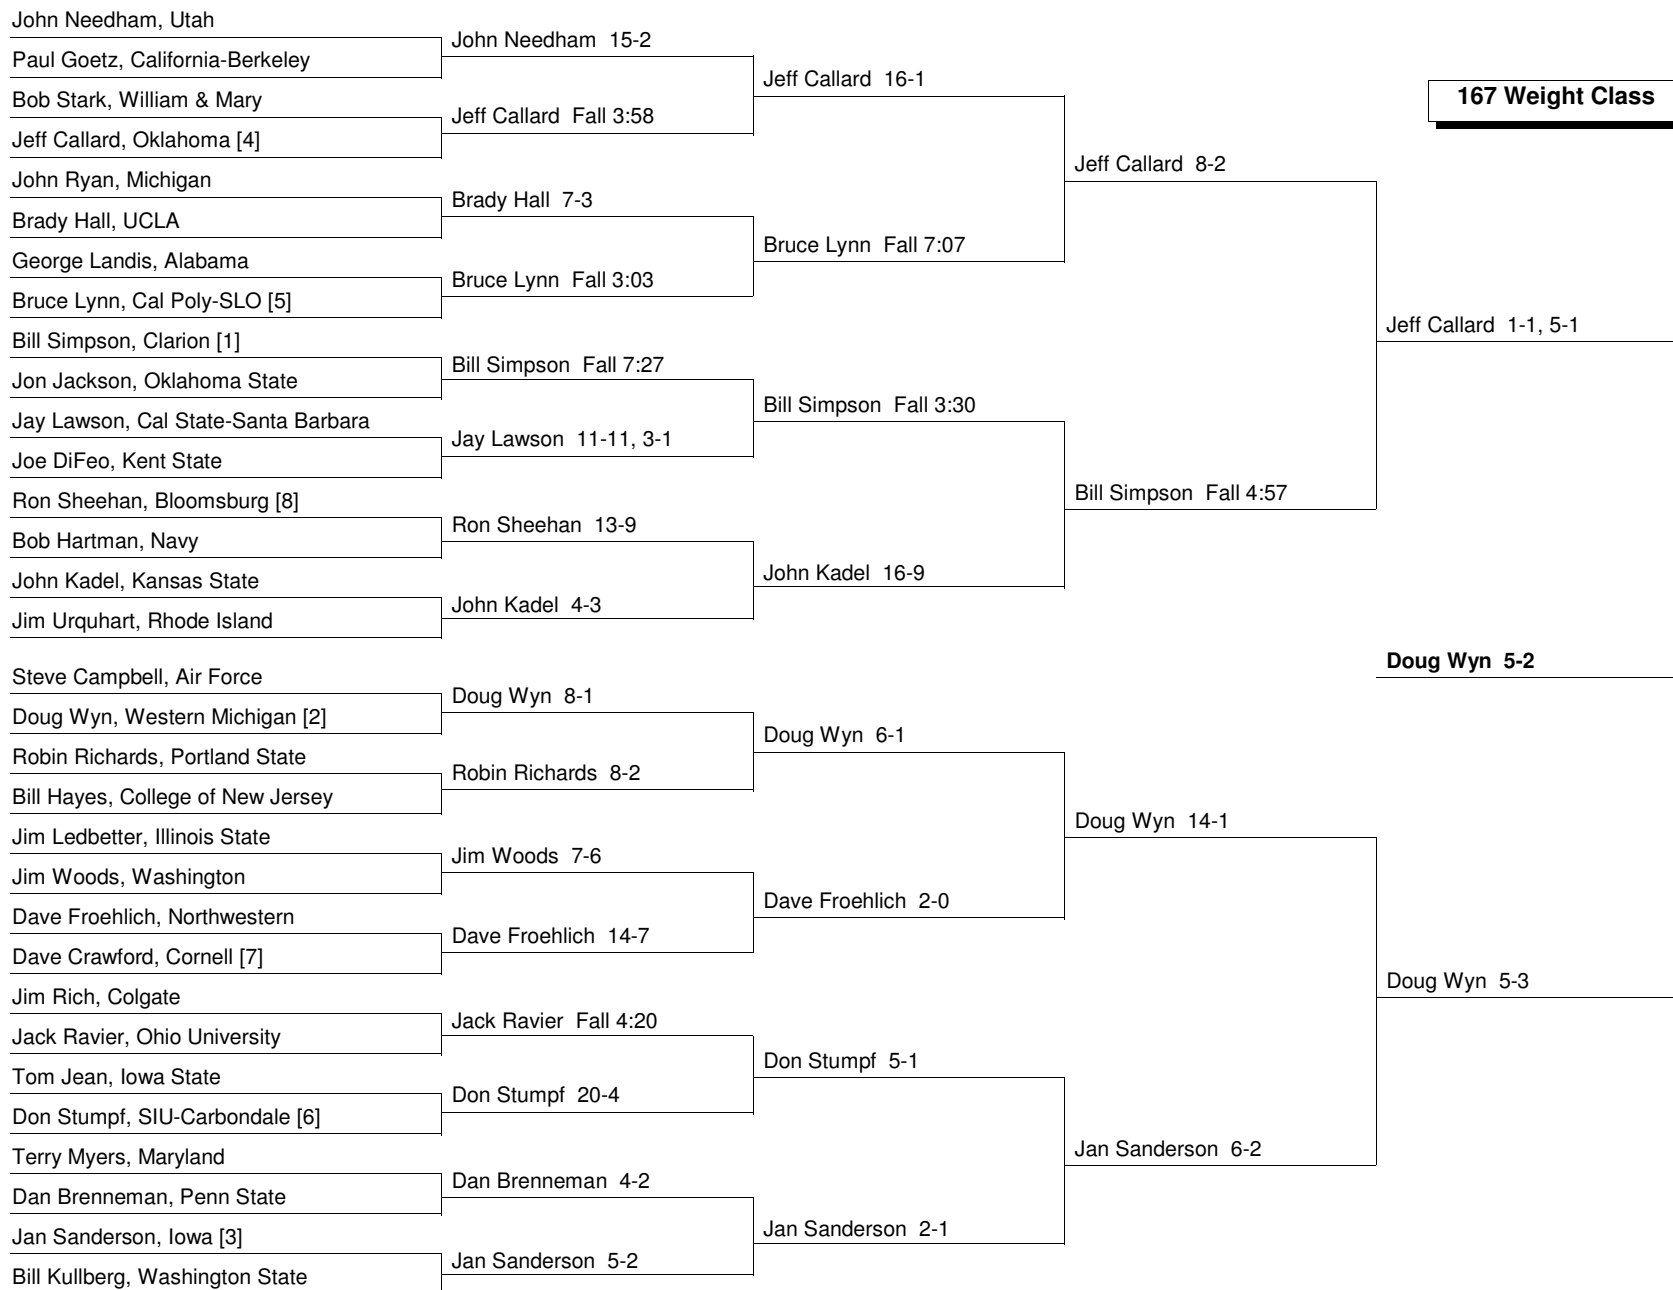 John Needham, Utah
Paul Goetz, California-Berkeley
Bob Stark, William & Mary
Jeff Callard, Oklahoma [4]
John Ryan, Michigan
Brady Hall, UCLA
George Landis, Alabama
Bruce Lynn, Cal Poly-SLO [5]
Bill Simpson, Clarion [1]
Jon Jackson, Oklahoma State
Jay Lawson, Cal State-Santa Barbara
Joe DiFeo, Kent State
Ron Sheehan, Bloomsburg [8]
Bob Hartman, Navy
John Kadel, Kansas State
Jim Urquhart, Rhode Island
Steve Campbell, Air Force
Doug Wyn, Western Michigan [2]
Robin Richards, Portland State
Bill Hayes, College of New Jersey
Jim Ledbetter, Illinois State
Jim Woods, Washington
Dave Froehlich, Northwestern
Dave Crawford, Cornell [7]
Jim Rich, Colgate
Jack Ravier, Ohio University
Tom Jean, Iowa State
Don Stumpf, SIU-Carbondale [6]
Terry Myers, Maryland
Dan Brenneman, Penn State
Jan Sanderson, Iowa [3]
Bill Kullberg, Washington State
John Needham 15-2
Jeff Callard Fall 3:58
Brady Hall 7-3
Bruce Lynn Fall 3:03
Bill Simpson Fall 7:27
Jay Lawson 11-11, 3-1
Ron Sheehan 13-9
John Kadel 4-3
Doug Wyn 8-1
Robin Richards 8-2
Jim Woods 7-6
Dave Froehlich 14-7
Jack Ravier Fall 4:20
Don Stumpf 20-4
Dan Brenneman 4-2
Jan Sanderson 5-2
Jeff Callard 16-1
Bruce Lynn Fall 7:07
Bill Simpson Fall 3:30
John Kadel 16-9
Doug Wyn 6-1
Dave Froehlich 2-0
Don Stumpf 5-1
Jan Sanderson 2-1
Jeff Callard 8-2
Bill Simpson Fall 4:57
Doug Wyn 14-1
Jan Sanderson 6-2
167 Weight Class
Jeff Callard 1-1, 5-1
Doug Wyn 5-2
Doug Wyn 5-3